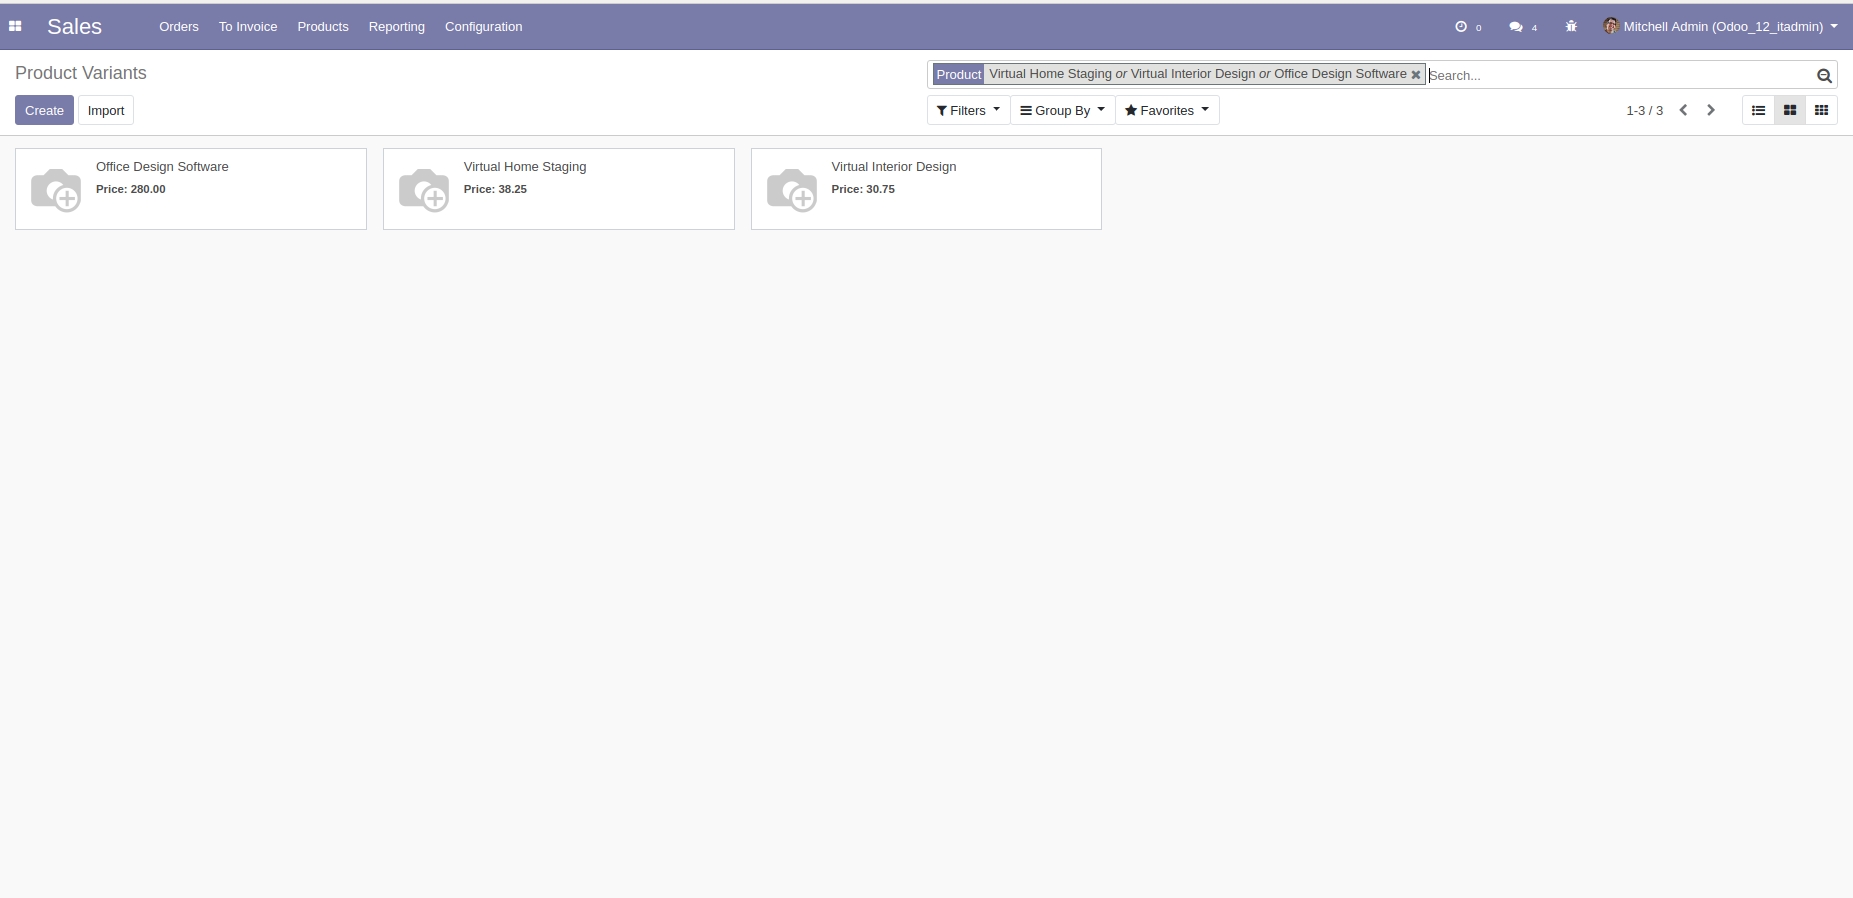 Sales Orders To Invoice Products Reporting Configuration 0 4 Mitchell Admin (Odoo_12_itadmin)
Product Variants
Product Virtual Home Staging or Virtual Interior Design or Office Design Software Search...
Create Import
Filters Group By Favorites 1-3 / 3
Office Design Software
Price: 280.00
Virtual Home Staging
Price: 38.25
Virtual Interior Design
Price: 30.75